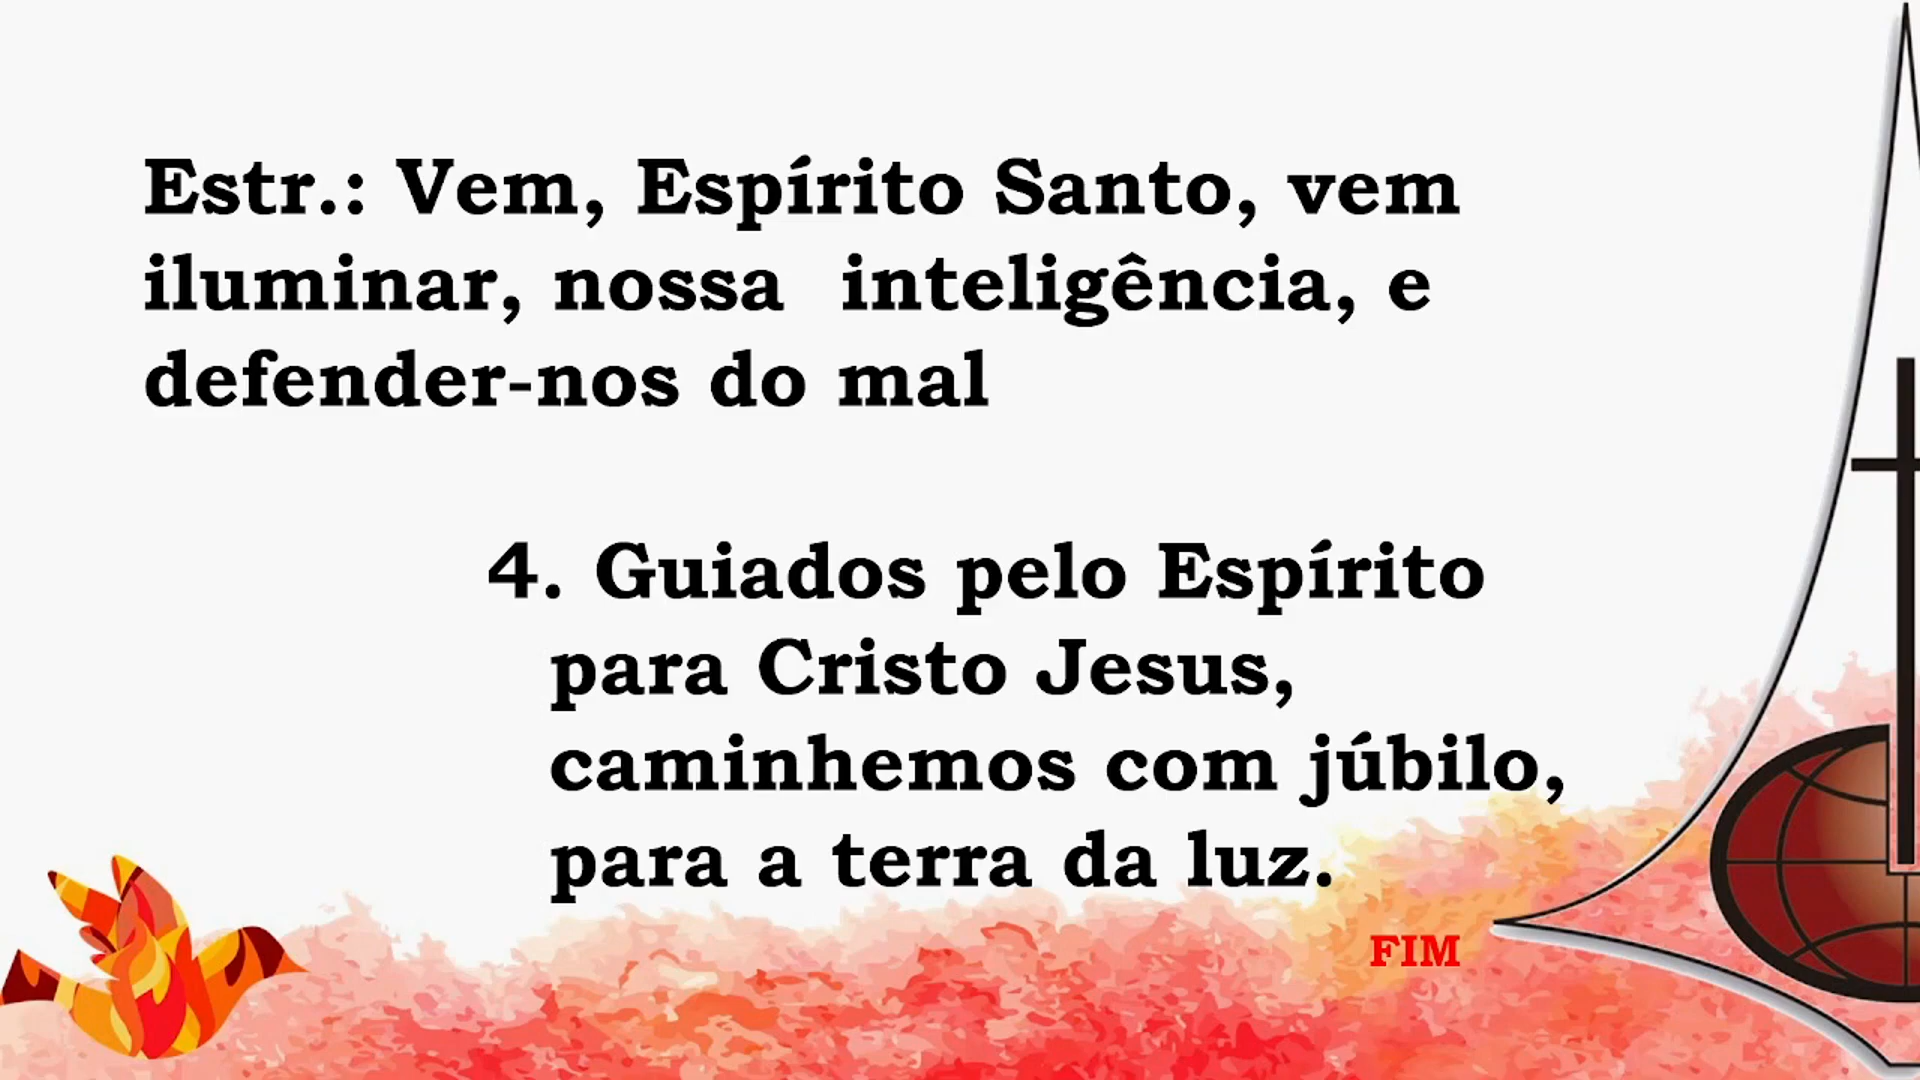 Estr.: Vem, Espírito Santo, vem
iluminar, nossa  inteligência, e
defender-nos do mal
4. Guiados pelo Espírito
para Cristo Jesus,
caminhemos com júbilo,
para a terra da luz.
FIM